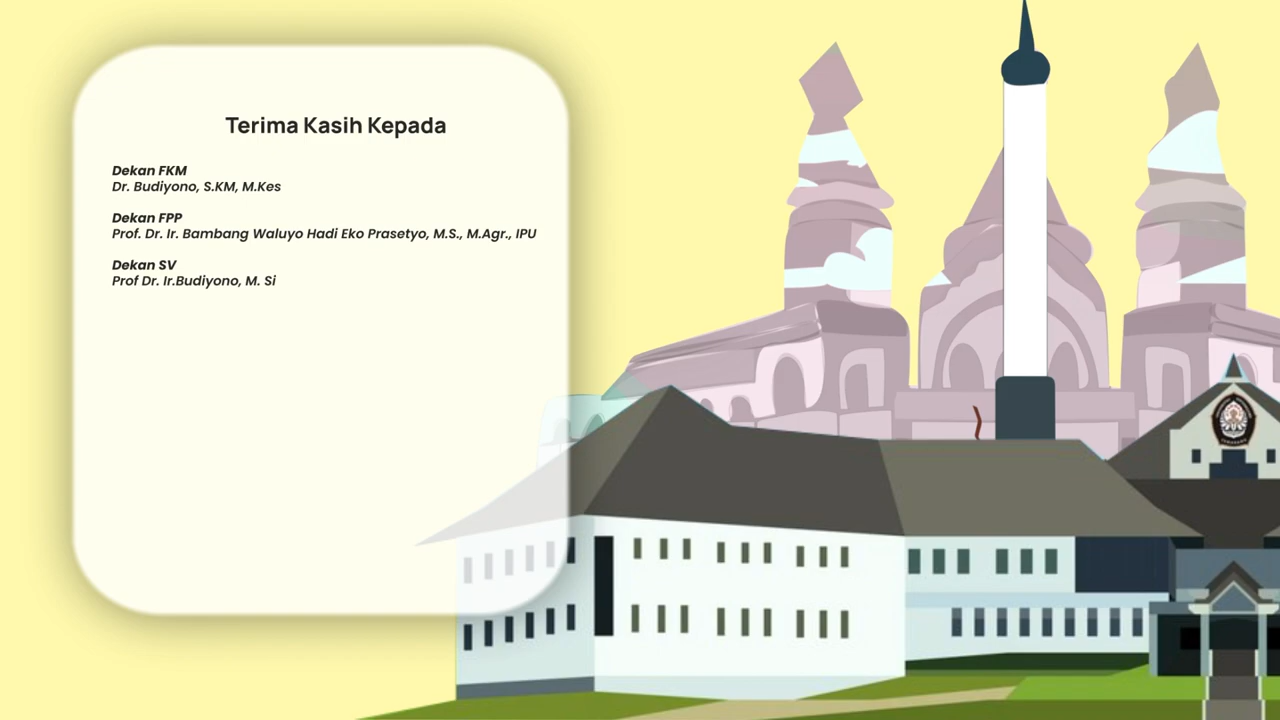 Terima Kasih Kepada
Dekan FKM
Dr. Budiyono, S.KM, M.Kes
Dekan FPP
Prof. Dr. Ir. Bambang Waluyo Hadi Eko Prasetyo, M.S., M.Agr., IPU
Dekan SV
Prof Dr. Ir.Budiyono, M. Si